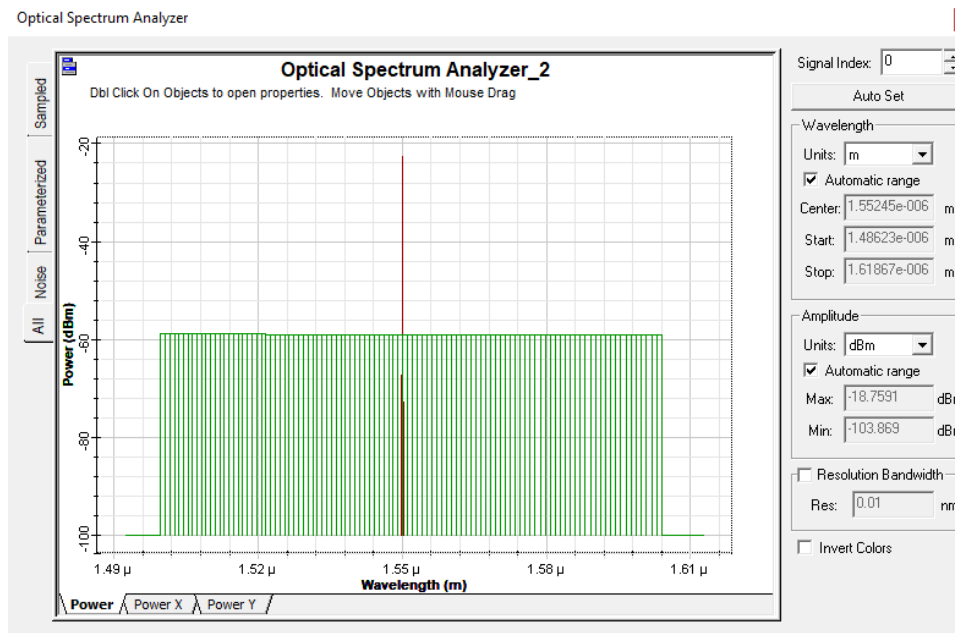 Optical Spectrum Analyzer
Sampled
Parameterized
Noise
All
Optical Spectrum Analyzer_2
Dbl Click On Objects to open properties. Move Objects with Mouse Drag
Power (dBm)
-20
-40
-60
-80
-100
1.49 µ
1.52 µ
1.55 µ
1.58 µ
1.61 µ
Wavelength (m)
Power
Power X
Power Y
Signal Index: 0
Auto Set
Wavelength
Units: m
Automatic range
Center: 1.55245e-006 m
Start: 1.48623e-006 m
Stop: 1.61867e-006 m
Amplitude
Units: dBm
Automatic range
Max: -18.7591 dBm
Min: -103.869 dBm
Resolution Bandwidth
Res: 0.01 nm
Invert Colors